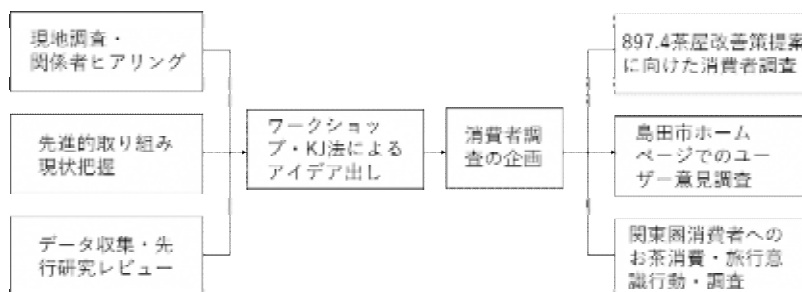 現地調査・
関係者ヒアリング
先進的取り組み
現状把握
データ収集・先
行研究レビュー
ワークショッ
プ・KJ法による
アイデア出し
消費者調
査の企画
897.4茶屋改善策提案
に向けた消費者調査
島田市ホーム
ページでのユー
ザー意見調査
関東圏消費者への
お茶消費・旅行意
識行動・調査